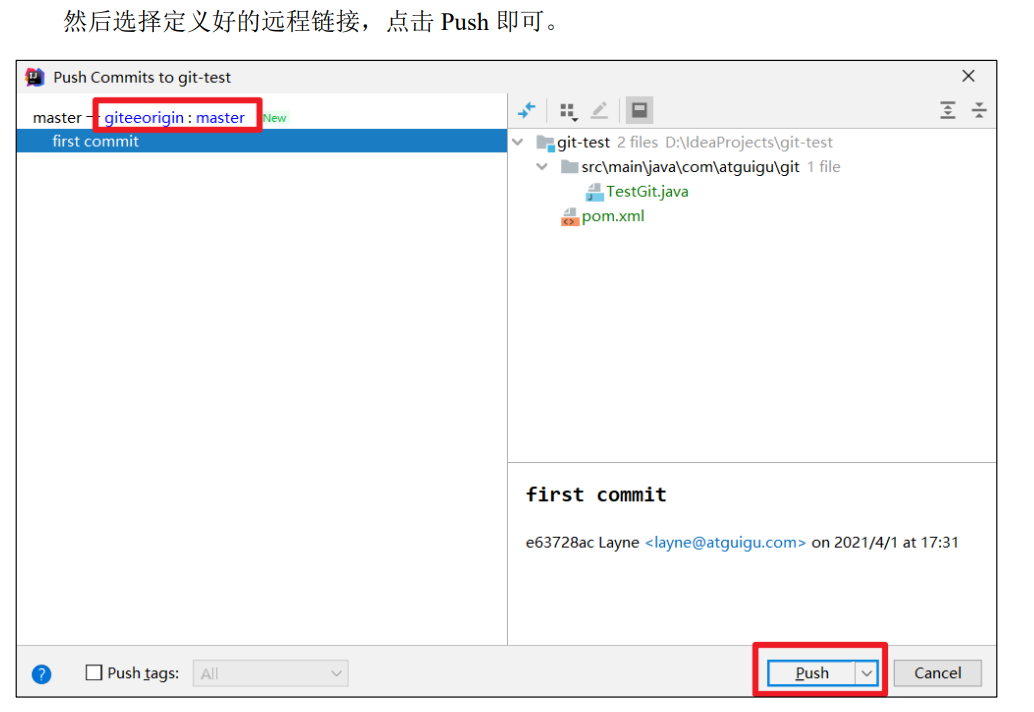 然后选择定义好的远程链接，点击 Push 即可。
Push Commits to git-test
master → giteeorigin : master New
first commit
git-test 2 files D:\IdeaProjects\git-test
src\main\java\com\atguigu\git 1 file
TestGit.java
pom.xml
first commit
e63728ac Layne <layne@atguigu.com> on 2021/4/1 at 17:31
? Push tags: All
Push Cancel